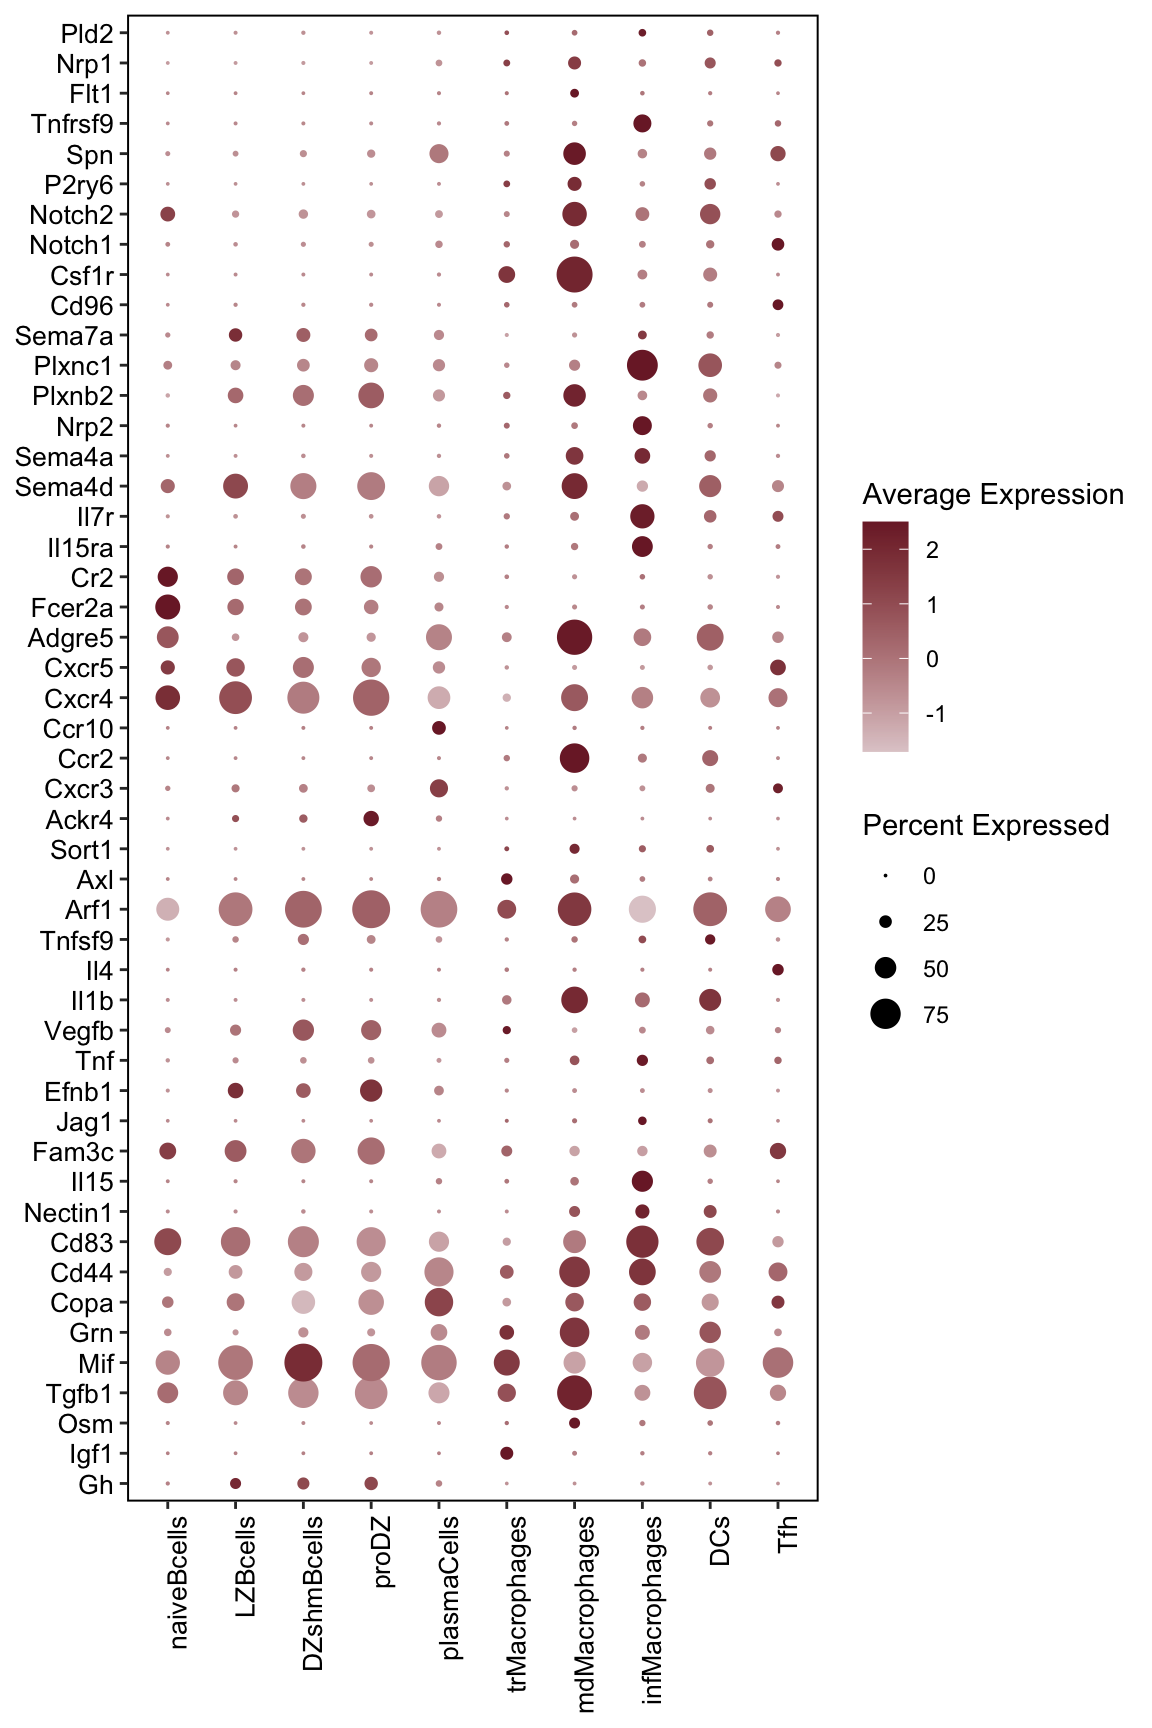 Pld2
Nrp1
Flt1
Tnfrsf9
Spn
P2ry6
Notch2
Notch1
Csf1r
Cd96
Sema7a
Plxnc1
Plxnb2
Nrp2
Sema4a
Sema4d
Il7r
Il15ra
Cr2
Fcer2a
Adgre5
Cxcr5
Cxcr4
Ccr10
Ccr2
Cxcr3
Ackr4
Sort1
Axl
Arf1
Tnfsf9
Il4
Il1b
Vegfb
Tnf
Efnb1
Jag1
Fam3c
Il15
Nectin1
Cd83
Cd44
Copa
Grn
Mif
Tgfb1
Osm
Igf1
Gh
naiveBcells
LZBcells
DZshmBcells
proDZ
plasmaCells
trMacrophages
mdMacrophages
infMacrophages
DCs
Tfh
Average Expression
2
1
0
-1
Percent Expressed
0
25
50
75